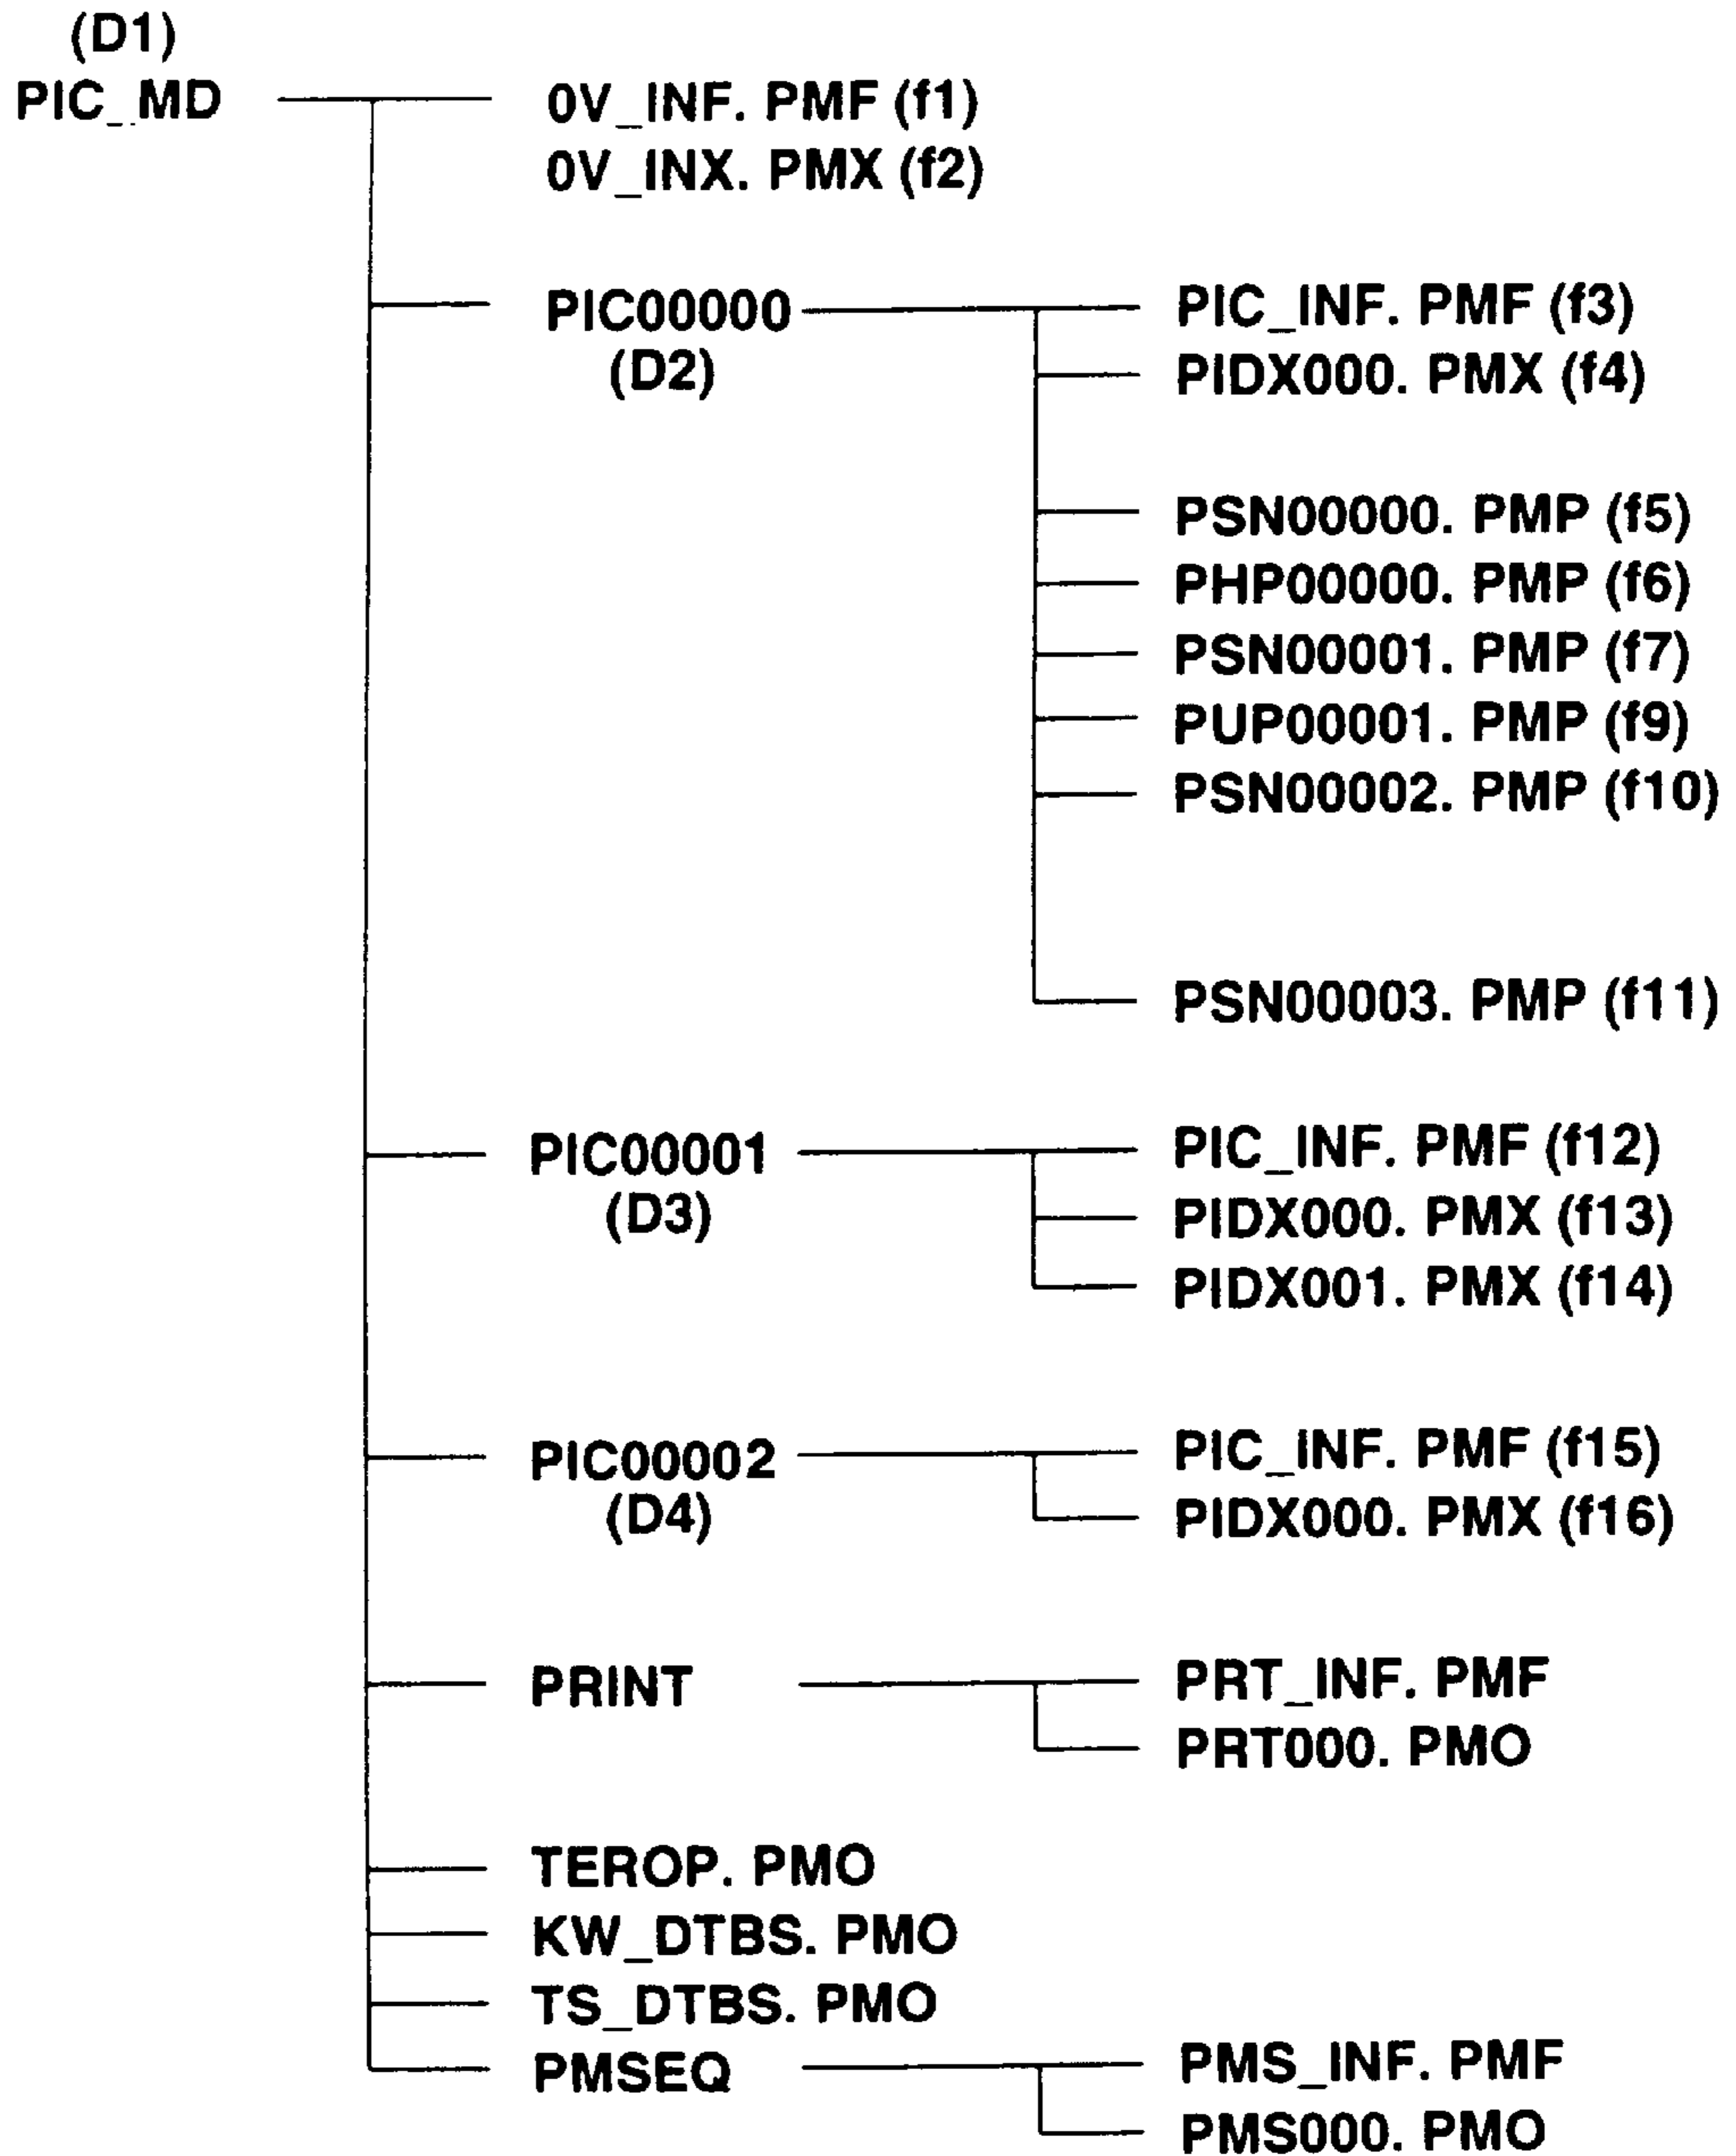 (D1)
PIC_MD
0V_INF. PMF (f1)
0V_INX. PMX (f2)
PIC00000
(D2)
PIC_INF. PMF (f3)
PIDX000. PMX (f4)
PSN00000. PMP (f5)
PHP00000. PMP (f6)
PSN00001. PMP (f7)
PUP00001. PMP (f9)
PSN00002. PMP (f10)
PSN00003. PMP (f11)
PIC00001
(D3)
PIC_INF. PMF (f12)
PIDX000. PMX (f13)
PIDX001. PMX (f14)
PIC00002
(D4)
PIC_INF. PMF (f15)
PIDX000. PMX (f16)
PRINT
PRT_INF. PMF
PRT000. PMO
TEROP. PMO
KW_DTBS. PMO
TS_DTBS. PMO
PMSEQ
PMS_INF. PMF
PMS000. PMO